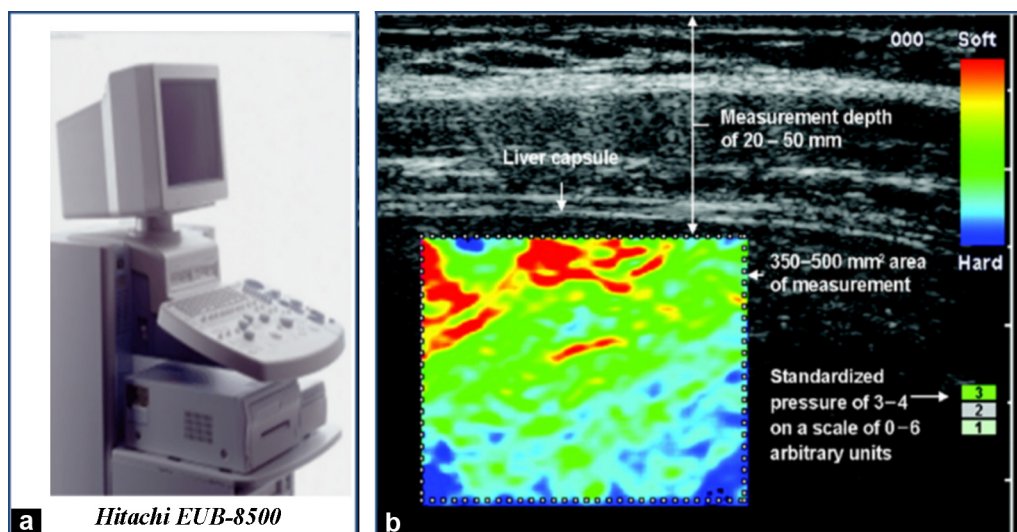 a
Hitachi EUB-8500
b
000
Soft
Measurement depth
of 20 – 50 mm
Liver capsule
Hard
350–500 mm² area
of measurement
Standardized
pressure of 3–4
on a scale of 0–6
arbitrary units
3
2
1